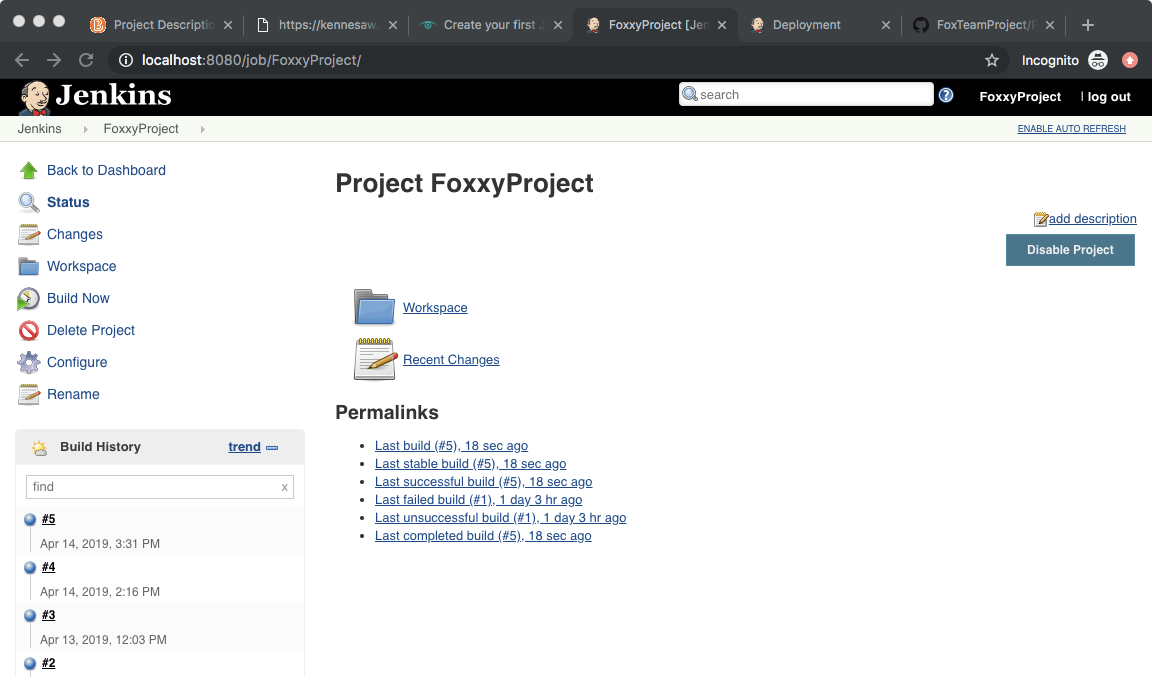 Project Descriptio
https://kennesaw.
Create your first J
FoxxyProject [Jen
Deployment
FoxTeamProject/F
localhost:8080/job/FoxxyProject/
Incognito
Jenkins
search
FoxxyProject
| log out
Jenkins
FoxxyProject
ENABLE AUTO REFRESH
Back to Dashboard
Status
Changes
Workspace
Build Now
Delete Project
Configure
Rename
Build History
trend
find
x
#5
Apr 14, 2019, 3:31 PM
#4
Apr 14, 2019, 2:16 PM
#3
Apr 13, 2019, 12:03 PM
#2
Project FoxxyProject
add description
Disable Project
Workspace
Recent Changes
Permalinks
Last build (#5), 18 sec ago
Last stable build (#5), 18 sec ago
Last successful build (#5), 18 sec ago
Last failed build (#1), 1 day 3 hr ago
Last unsuccessful build (#1), 1 day 3 hr ago
Last completed build (#5), 18 sec ago